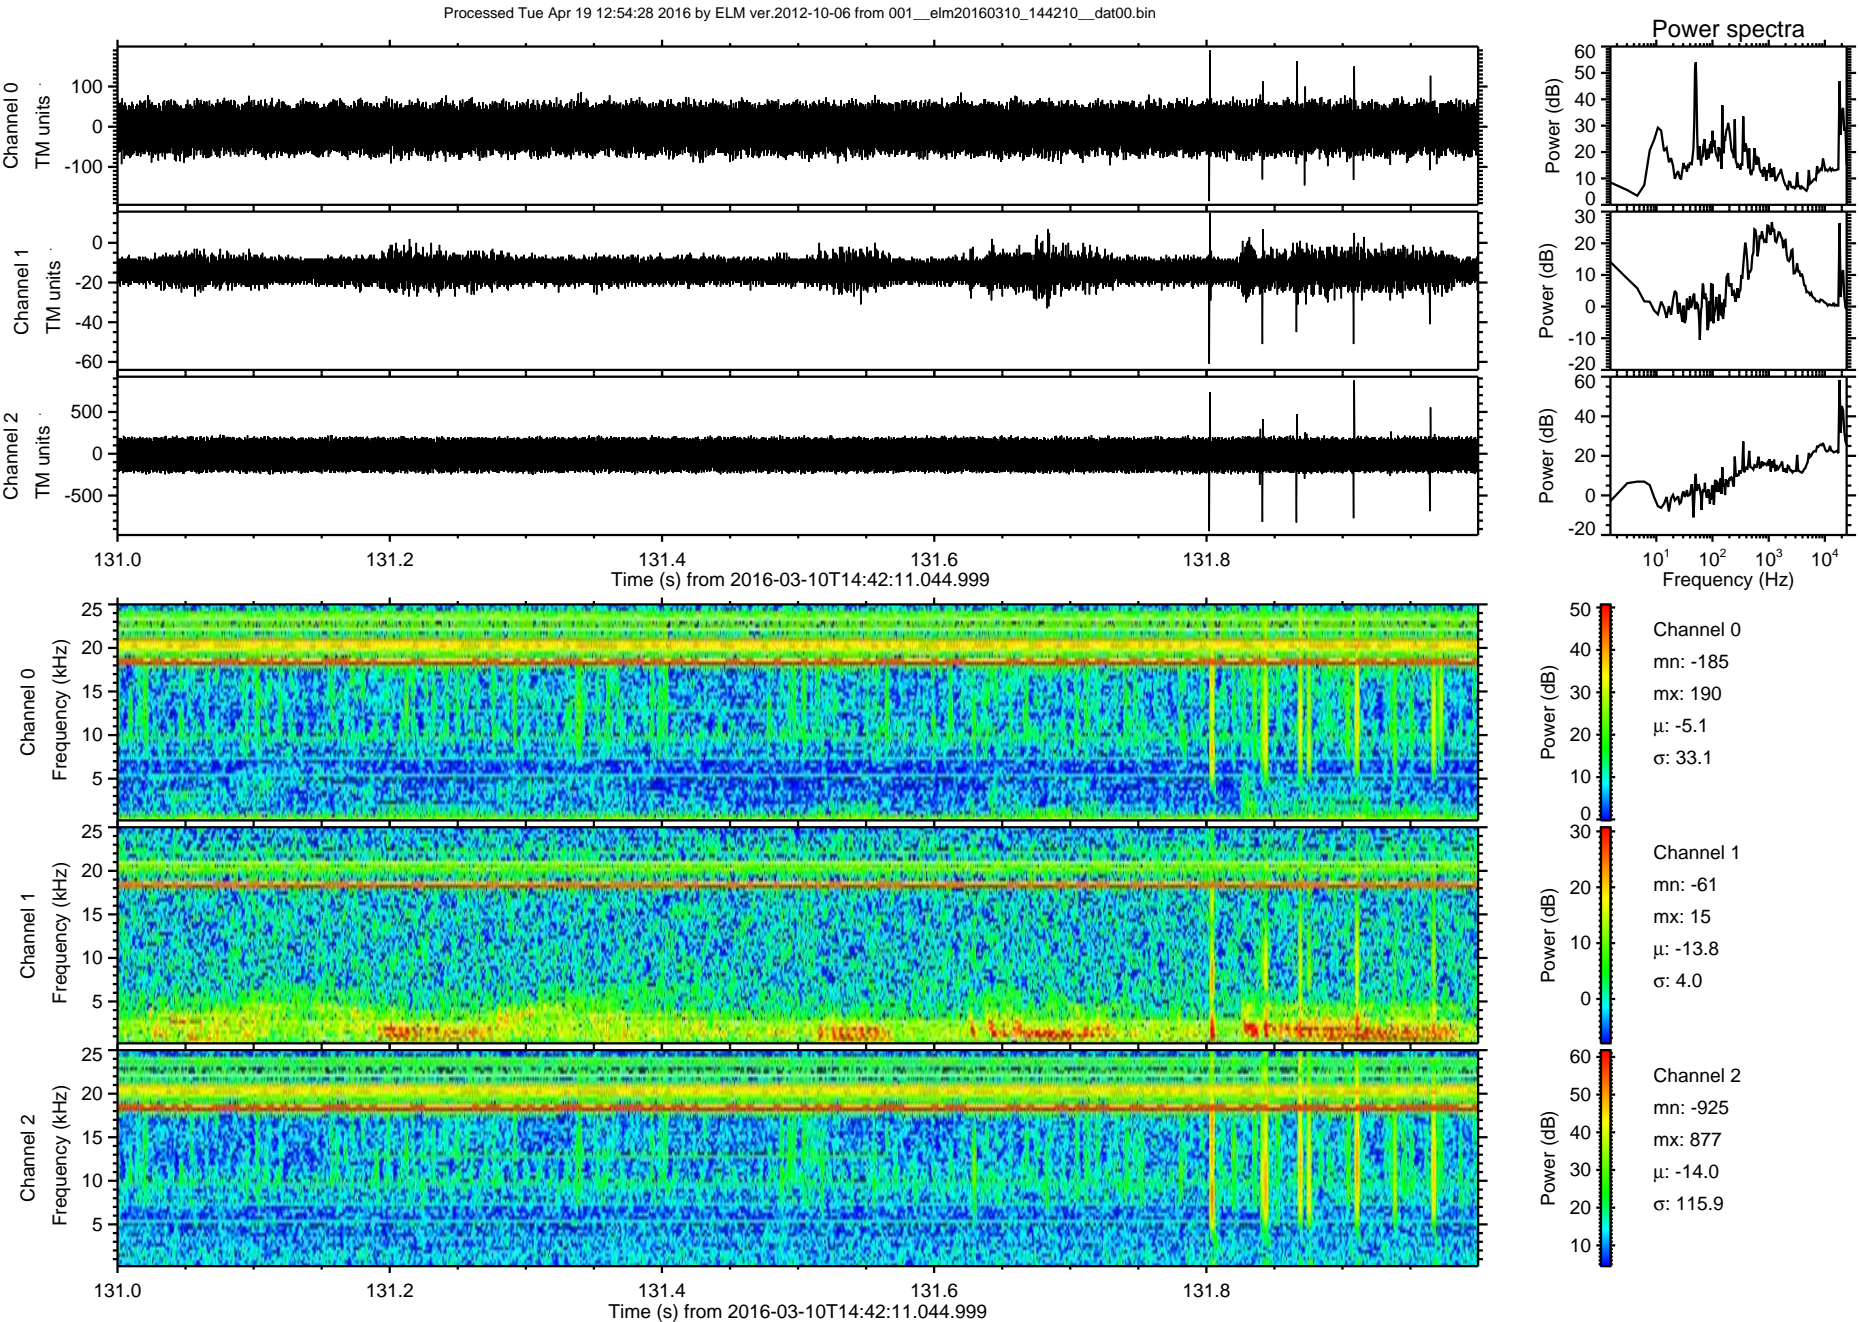 Processed Tue Apr 19 12:54:28 2016 by ELM ver.2012-10-06 from 001__elm20160310_144210__dat00.bin
Power spectra
Channel 0
TM units
100
0
-100
Power (dB)
60
50
40
30
20
10
0
Channel 1
TM units
0
-20
-40
-60
Power (dB)
30
20
10
0
-10
-20
Channel 2
TM units
500
0
-500
Power (dB)
60
40
20
0
-20
131.0 131.2 131.4 131.6 131.8
Time (s) from 2016-03-10T14:42:11.044.999
10¹ 10² 10³ 10⁴
Frequency (Hz)
Channel 0
Frequency (kHz)
25
20
15
10
5
Power (dB)
50
40
30
20
10
0
Channel 0
mn: -185
mx: 190
μ: -5.1
σ: 33.1
Channel 1
Frequency (kHz)
25
20
15
10
5
Power (dB)
30
20
10
0
Channel 1
mn: -61
mx: 15
μ: -13.8
σ: 4.0
Channel 2
Frequency (kHz)
25
20
15
10
5
Power (dB)
60
50
40
30
20
10
Channel 2
mn: -925
mx: 877
μ: -14.0
σ: 115.9
131.0 131.2 131.4 131.6 131.8
Time (s) from 2016-03-10T14:42:11.044.999